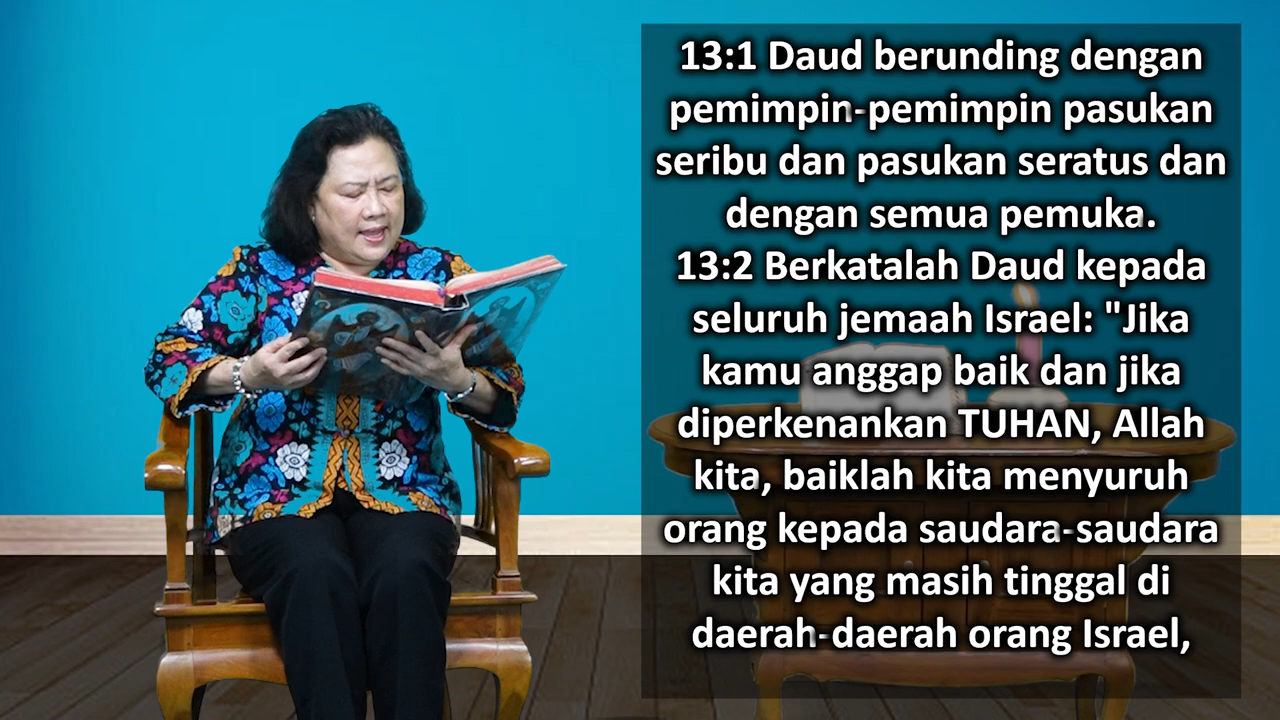 13:1 Daud berunding dengan
pemimpin-pemimpin pasukan
seribu dan pasukan seratus dan
dengan semua pemuka.
13:2 Berkatalah Daud kepada
seluruh jemaah Israel: "Jika
kamu anggap baik dan jika
diperkenankan TUHAN, Allah
kita, baiklah kita menyuruh
orang kepada saudara-saudara
kita yang masih tinggal di
daerah-daerah orang Israel,